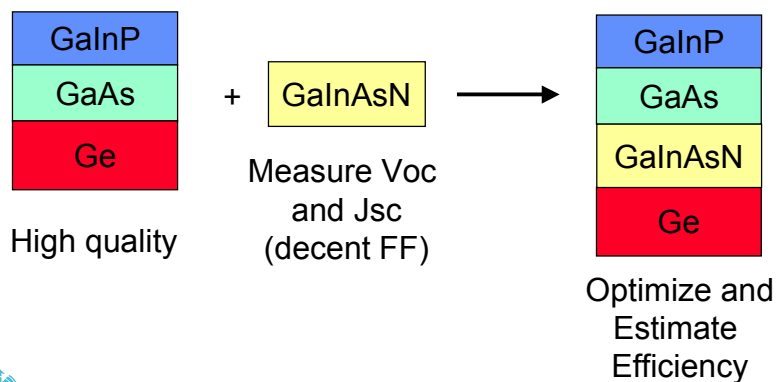 GaInP
GaAs
Ge
High quality
+
GaInAsN
Measure Voc
and Jsc
(decent FF)
GaInP
GaAs
GaInAsN
Ge
Optimize and
Estimate
Efficiency